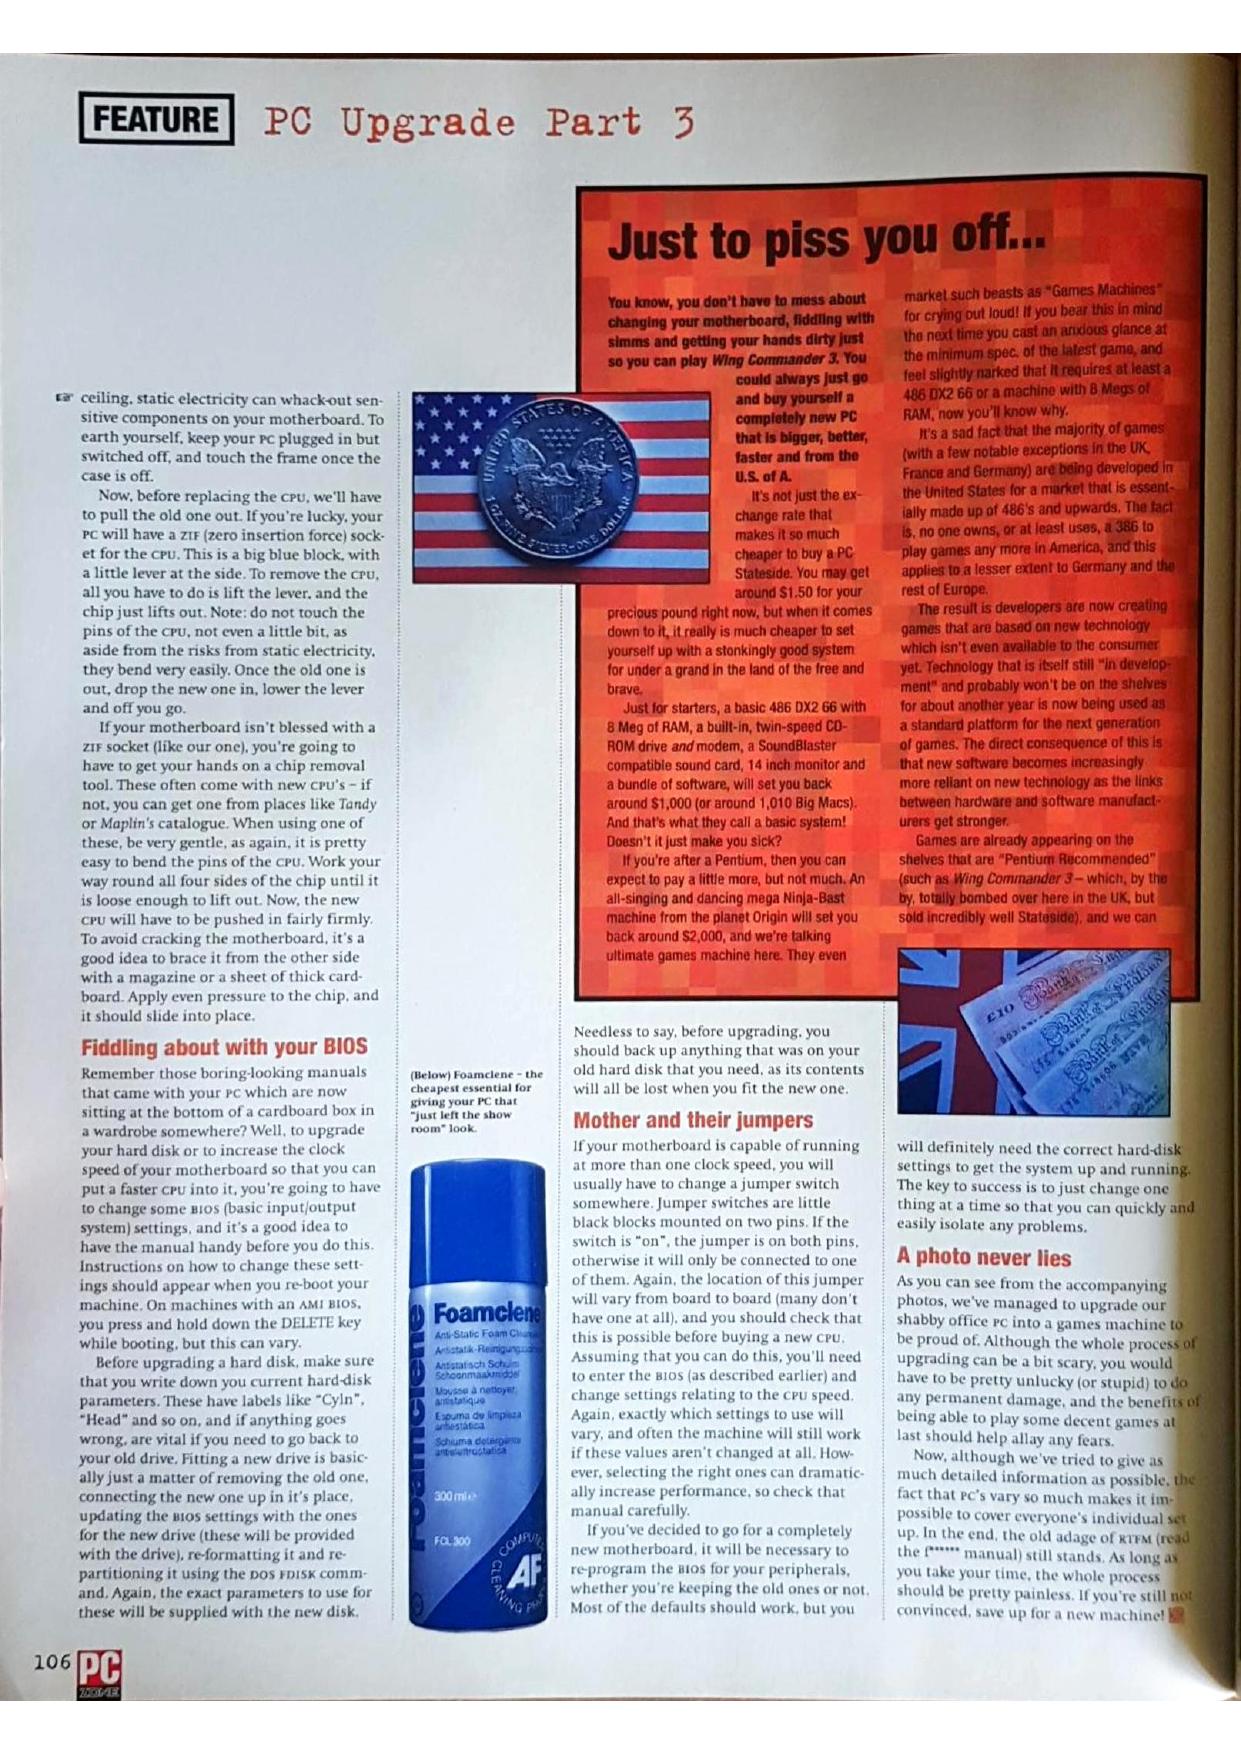 FEATURE PC Upgrade Part 3
☞ ceiling, static electricity can whack-out sen-
sitive components on your motherboard. To
earth yourself, keep your PC plugged in but
switched off, and touch the frame once the
case is off.
Now, before replacing the CPU, we'll have
to pull the old one out. If you're lucky, your
PC will have a ZIF (zero insertion force) sock-
et for the CPU. This is a big blue block, with
a little lever at the side. To remove the CPU,
all you have to do is lift the lever, and the
chip just lifts out. Note: do not touch the
pins of the CPU, not even a little bit, as
aside from the risks from static electricity,
they bend very easily. Once the old one is
out, drop the new one in, lower the lever
and off you go.
If your motherboard isn't blessed with a
ZIF socket (like our one), you're going to
have to get your hands on a chip removal
tool. These often come with new CPU's – if
not, you can get one from places like Tandy
or Maplin's catalogue. When using one of
these, be very gentle, as again, it is pretty
easy to bend the pins of the CPU. Work your
way round all four sides of the chip until it
is loose enough to lift out. Now, the new
CPU will have to be pushed in fairly firmly.
To avoid cracking the motherboard, it's a
good idea to brace it from the other side
with a magazine or a sheet of thick card-
board. Apply even pressure to the chip, and
it should slide into place.
Fiddling about with your BIOS
Remember those boring-looking manuals
that came with your PC which are now
sitting at the bottom of a cardboard box in
a wardrobe somewhere? Well, to upgrade
your hard disk or to increase the clock
speed of your motherboard so that you can
put a faster CPU into it, you're going to have
to change some BIOS (basic input/output
system) settings, and it's a good idea to
have the manual handy before you do this.
Instructions on how to change these sett-
ings should appear when you re-boot your
machine. On machines with an AMI BIOS,
you press and hold down the DELETE key
while booting, but this can vary.
Before upgrading a hard disk, make sure
that you write down you current hard-disk
parameters. These have labels like "Cyln",
"Head" and so on, and if anything goes
wrong, are vital if you need to go back to
your old drive. Fitting a new drive is basic-
ally just a matter of removing the old one,
connecting the new one up in it's place,
updating the BIOS settings with the ones
for the new drive (these will be provided
with the drive), re-formatting it and re-
partitioning it using the DOS FDISK comm-
and. Again, the exact parameters to use for
these will be supplied with the new disk.
UNITED STATES OF AMERICA
1 OZ. FINE SILVER~ONE DOLLAR
(Below) Foamclene – the
cheapest essential for
giving your PC that
"just left the show
room" look.
Foamclene
Foamclene
Anti-Static Foam Cleaner
Antistatik-Reinigungs
Antistatisch Schuim
Schoonmaakmiddel
Mousse à nettoyer,
antistatique
Espuma de limpieza
antiestática
Schiuma detergente
antielettrostatica
300 ml e
FCL 300
COMPUTER
AF
CLEANING
Just to piss you off...
You know, you don't have to mess about
changing your motherboard, fiddling with
simms and getting your hands dirty just
so you can play Wing Commander 3. You
could always just go
and buy yourself a
completely new PC
that is bigger, better,
faster and from the
U.S. of A.
It's not just the ex-
change rate that
makes it so much
cheaper to buy a PC
Stateside. You may get
around $1.50 for your
precious pound right now, but when it comes
down to it, it really is much cheaper to set
yourself up with a stonkingly good system
for under a grand in the land of the free and
brave.
Just for starters, a basic 486 DX2 66 with
8 Meg of RAM, a built-in, twin-speed CD-
ROM drive and modem, a SoundBlaster
compatible sound card, 14 inch monitor and
a bundle of software, will set you back
around $1,000 (or around 1,010 Big Macs).
And that's what they call a basic system!
Doesn't it just make you sick?
If you're after a Pentium, then you can
expect to pay a little more, but not much. An
all-singing and dancing mega Ninja-Bast
machine from the planet Origin will set you
back around $2,000, and we're talking
ultimate games machine here. They even
market such beasts as "Games Machines"
for crying out loud! If you bear this in mind
the next time you cast an anxious glance at
the minimum spec. of the latest game, and
feel slightly narked that it requires at least a
486 DX2 66 or a machine with 8 Megs of
RAM, now you'll know why.
It's a sad fact that the majority of games
(with a few notable exceptions in the UK,
France and Germany) are being developed in
the United States for a market that is essent-
ially made up of 486's and upwards. The fact
is, no one owns, or at least uses, a 386 to
play games any more in America, and this
applies to a lesser extent to Germany and the
rest of Europe.
The result is developers are now creating
games that are based on new technology
which isn't even available to the consumer
yet. Technology that is itself still "in develop-
ment" and probably won't be on the shelves
for about another year is now being used as
a standard platform for the next generation
of games. The direct consequence of this is
that new software becomes increasingly
more reliant on new technology as the links
between hardware and software manufact-
urers get stronger.
Games are already appearing on the
shelves that are "Pentium Recommended"
(such as Wing Commander 3 – which, by the
by, totally bombed over here in the UK, but
sold incredibly well Stateside), and we can
£10
Needless to say, before upgrading, you
should back up anything that was on your
old hard disk that you need, as its contents
will all be lost when you fit the new one.
Mother and their jumpers
If your motherboard is capable of running
at more than one clock speed, you will
usually have to change a jumper switch
somewhere. Jumper switches are little
black blocks mounted on two pins. If the
switch is "on", the jumper is on both pins,
otherwise it will only be connected to one
of them. Again, the location of this jumper
will vary from board to board (many don't
have one at all), and you should check that
this is possible before buying a new CPU.
Assuming that you can do this, you'll need
to enter the BIOS (as described earlier) and
change settings relating to the CPU speed.
Again, exactly which settings to use will
vary, and often the machine will still work
if these values aren't changed at all. How-
ever, selecting the right ones can dramatic-
ally increase performance, so check that
manual carefully.
If you've decided to go for a completely
new motherboard, it will be necessary to
re-program the BIOS for your peripherals,
whether you're keeping the old ones or not.
Most of the defaults should work, but you
will definitely need the correct hard-disk
settings to get the system up and running.
The key to success is to just change one
thing at a time so that you can quickly and
easily isolate any problems.
A photo never lies
As you can see from the accompanying
photos, we've managed to upgrade our
shabby office PC into a games machine to
be proud of. Although the whole process of
upgrading can be a bit scary, you would
have to be pretty unlucky (or stupid) to do
any permanent damage, and the benefits of
being able to play some decent games at
last should help allay any fears.
Now, although we've tried to give as
much detailed information as possible, the
fact that PC's vary so much makes it im-
possible to cover everyone's individual set
up. In the end, the old adage of RTFM (read
the f****** manual) still stands. As long as
you take your time, the whole process
should be pretty painless. If you're still not
convinced, save up for a new machine!
106 PC
ZONE